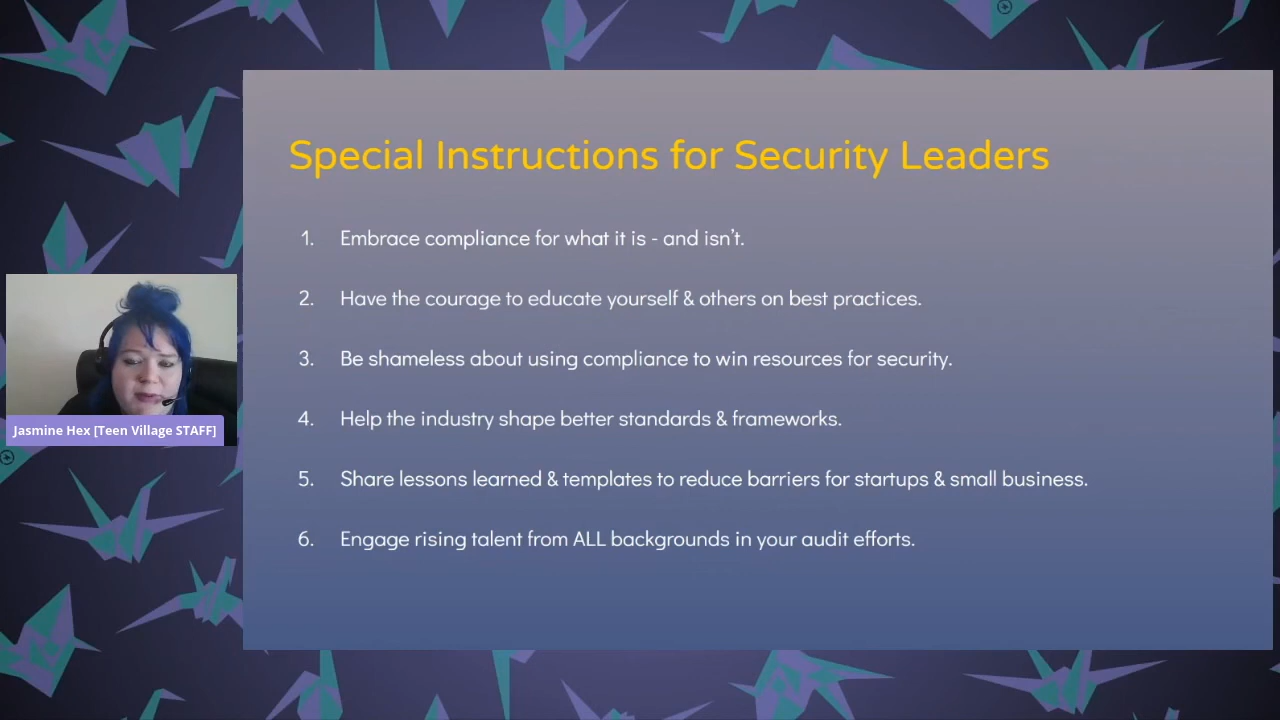 Special Instructions for Security Leaders
1. Embrace compliance for what it is - and isn't.
2. Have the courage to educate yourself & others on best practices.
3. Be shameless about using compliance to win resources for security.
4. Help the industry shape better standards & frameworks.
5. Share lessons learned & templates to reduce barriers for startups & small business.
6. Engage rising talent from ALL backgrounds in your audit efforts.
Jasmine Hex [Teen Village STAFF]